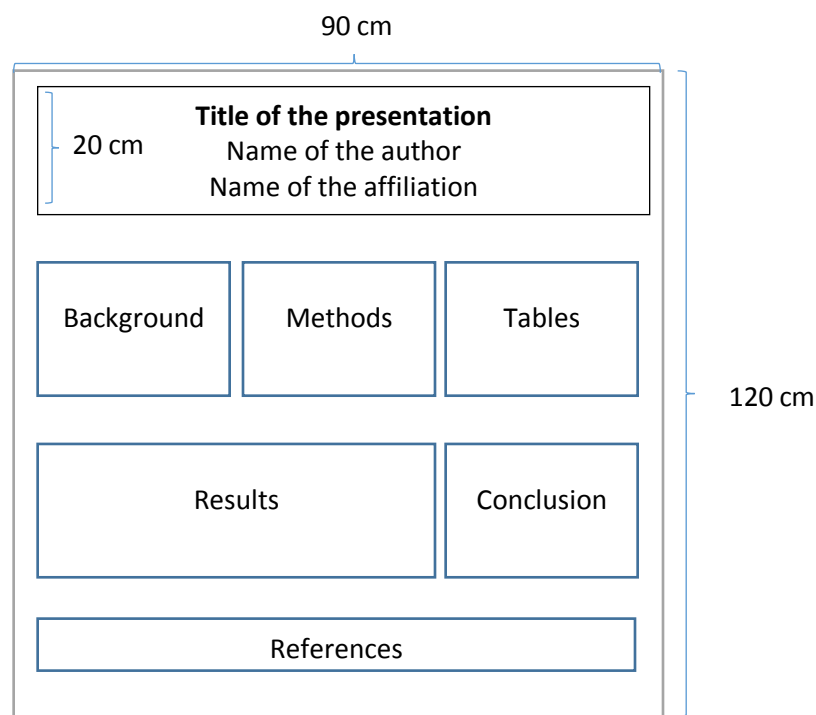 90 cm
Title of the presentation
20 cm
Name of the author
Name of the affiliation
Background
Methods
Tables
120 cm
Results
Conclusion
References